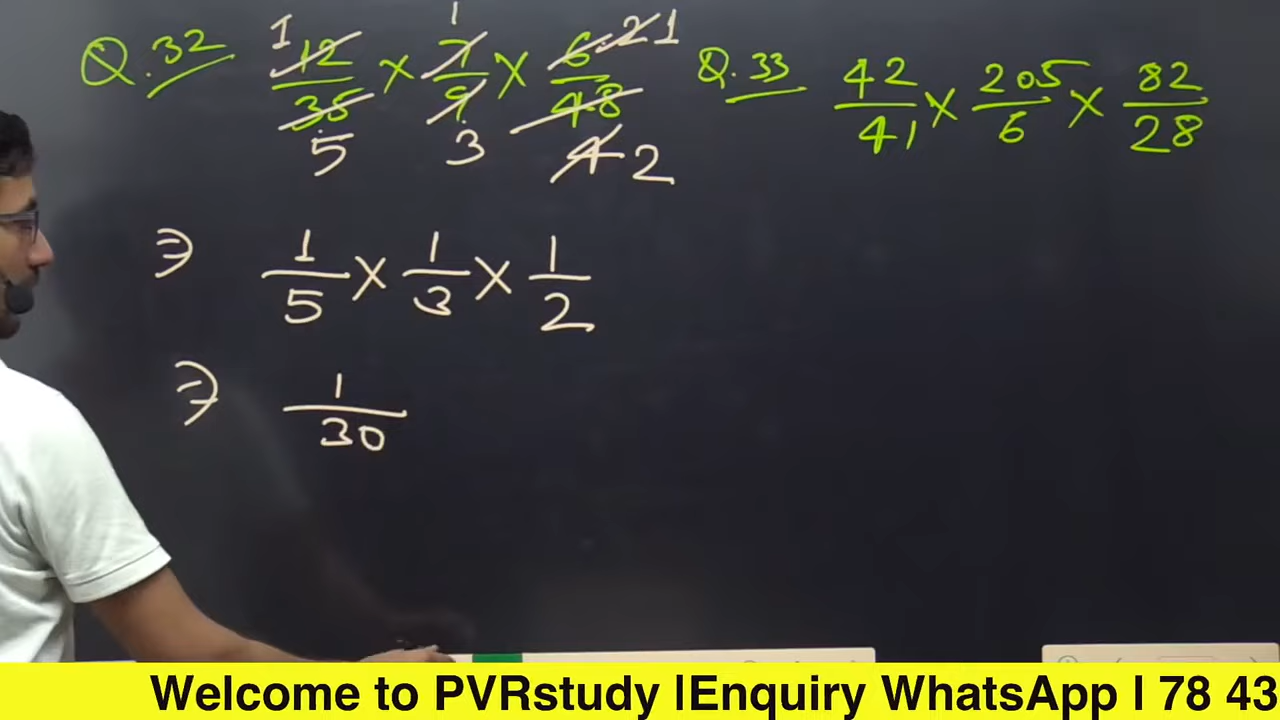 Q.32 12/35 × 7/9 × 6/48
1 1 2 1
5 3 4 2
⇒ 1/5 × 1/3 × 1/2
⇒ 1/30
Q.33 42/41 × 205/6 × 82/28
Welcome to PVRstudy |Enquiry WhatsApp I 78 43